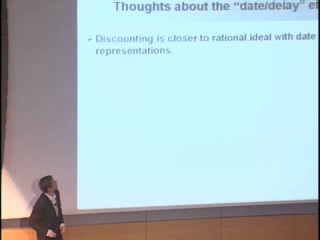 Thoughts about the “date/delay” ef
Discounting is closer to rational ideal with date
representations.